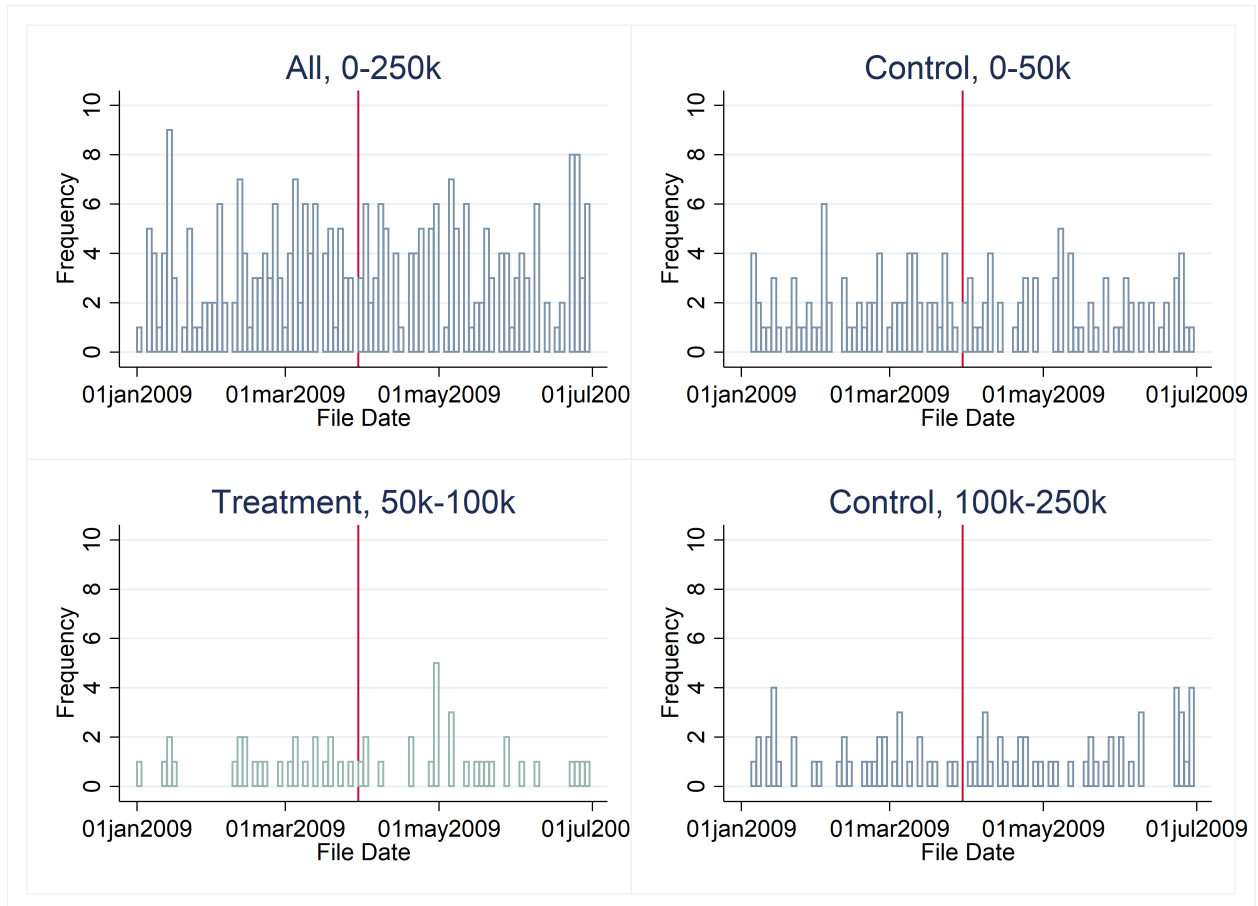 All, 0-250k
Frequency
10
8
6
4
2
0
01jan2009 01mar2009 01may2009 01jul200
File Date
Control, 0-50k
Frequency
10
8
6
4
2
0
01jan2009 01mar2009 01may2009 01jul2009
File Date
Treatment, 50k-100k
Frequency
10
8
6
4
2
0
01jan2009 01mar2009 01may2009 01jul200
File Date
Control, 100k-250k
Frequency
10
8
6
4
2
0
01jan2009 01mar2009 01may2009 01jul2009
File Date